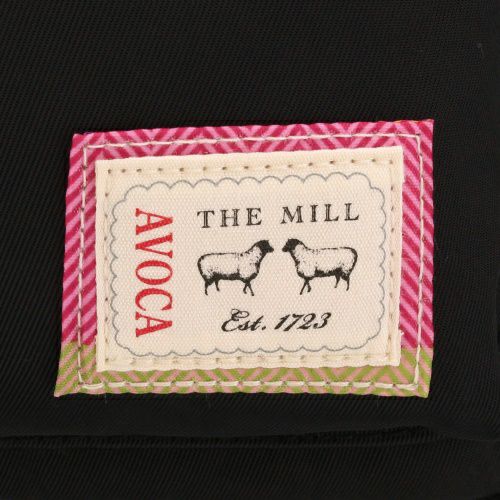 AVOCA
THE MILL
Est. 1723